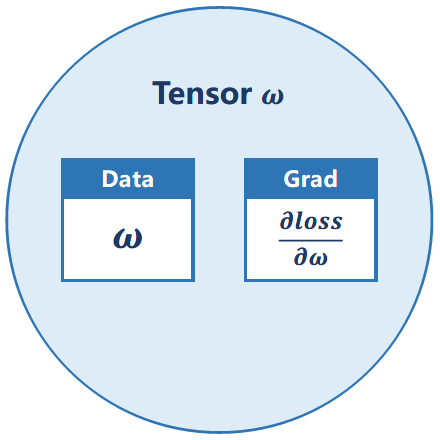 Tensor ω
Data
Grad
ω
∂loss
∂ω